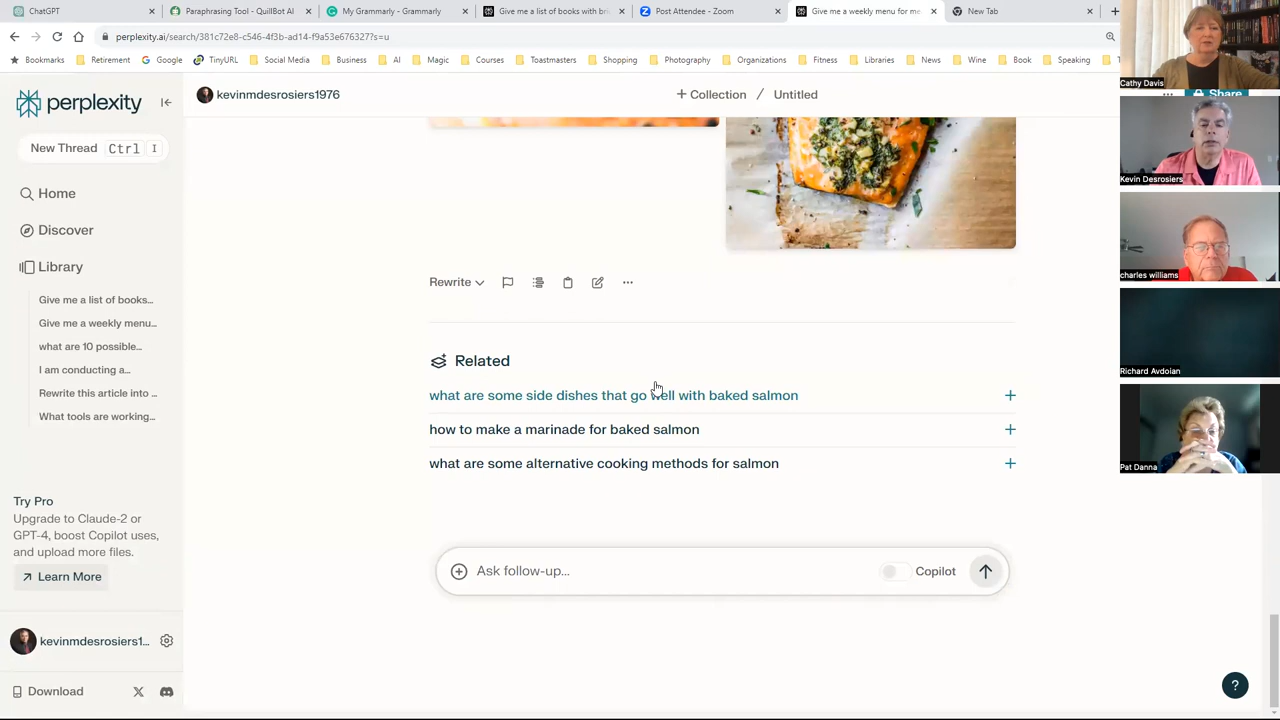 ChatGPT
Paraphrasing Tool - QuillBot AI
My Grammarly - Grammarly
Give me a list of books with bri
Post Attendee - Zoom
Give me a weekly menu for me
New Tab
perplexity.ai/search/381c72e8-c546-4f3b-ad14-f9a53e676327?s=u
Bookmarks Retirement Google TinyURL Social Media Business AI Magic Courses Toastmasters Shopping Photography Organizations Fitness Libraries News Wine Book Speaking
perplexity
kevinmdesrosiers1976
+ Collection / Untitled
Share
New Thread Ctrl I
Home
Discover
Library
Give me a list of books...
Give me a weekly menu...
what are 10 possible...
I am conducting a...
Rewrite this article into ...
What tools are working...
Try Pro
Upgrade to Claude-2 or
GPT-4, boost Copilot uses,
and upload more files.
Learn More
kevinmdesrosiers1...
Download
Rewrite
Related
what are some side dishes that go well with baked salmon
how to make a marinade for baked salmon
what are some alternative cooking methods for salmon
Ask follow-up...
Copilot
?
Cathy Davis
Kevin Desrosiers
charles williams
Richard Avdoian
Pat Danna